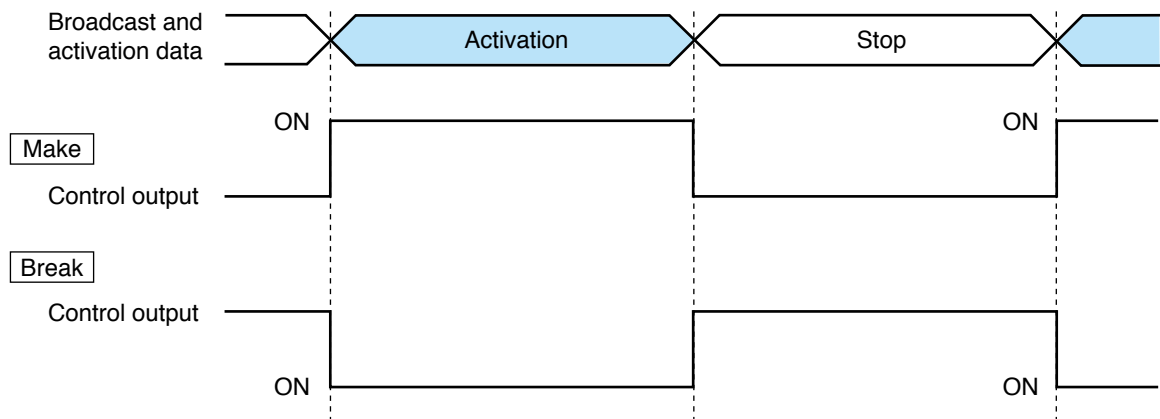 Broadcast and
activation data
Activation
Stop
ON
ON
Make
Control output
Break
Control output
ON
ON